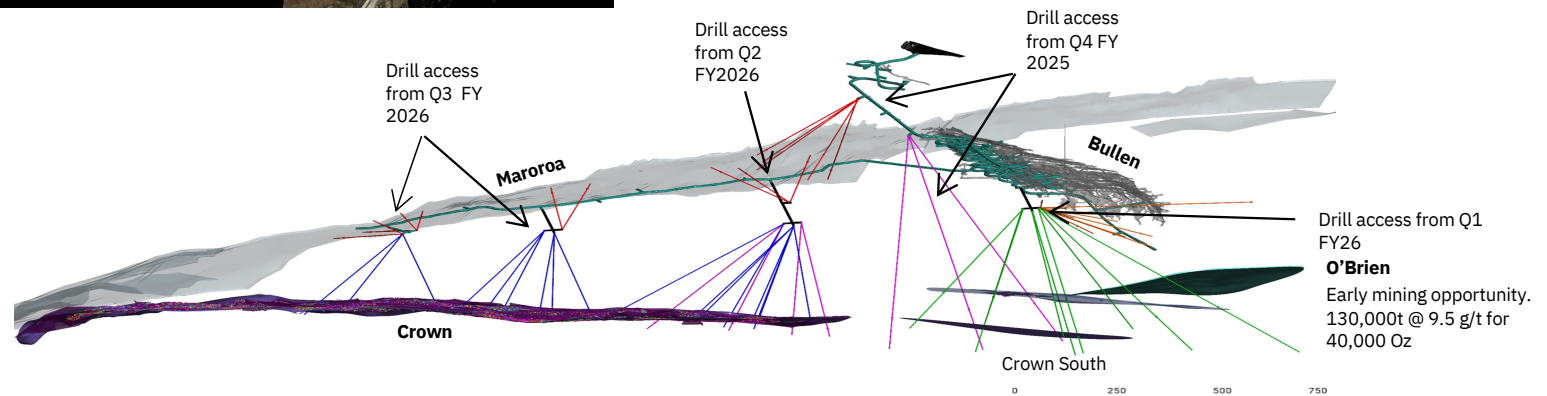 Drill access
from Q4 FY
2025
Drill access
from Q2
FY2026
Drill access
from Q3 FY
2026
Maroroa
Bullen
Drill access from Q1
FY26
O’Brien
Early mining opportunity.
130,000t @ 9.5 g/t for
40,000 Oz
Crown
Crown South
0 250 500 750